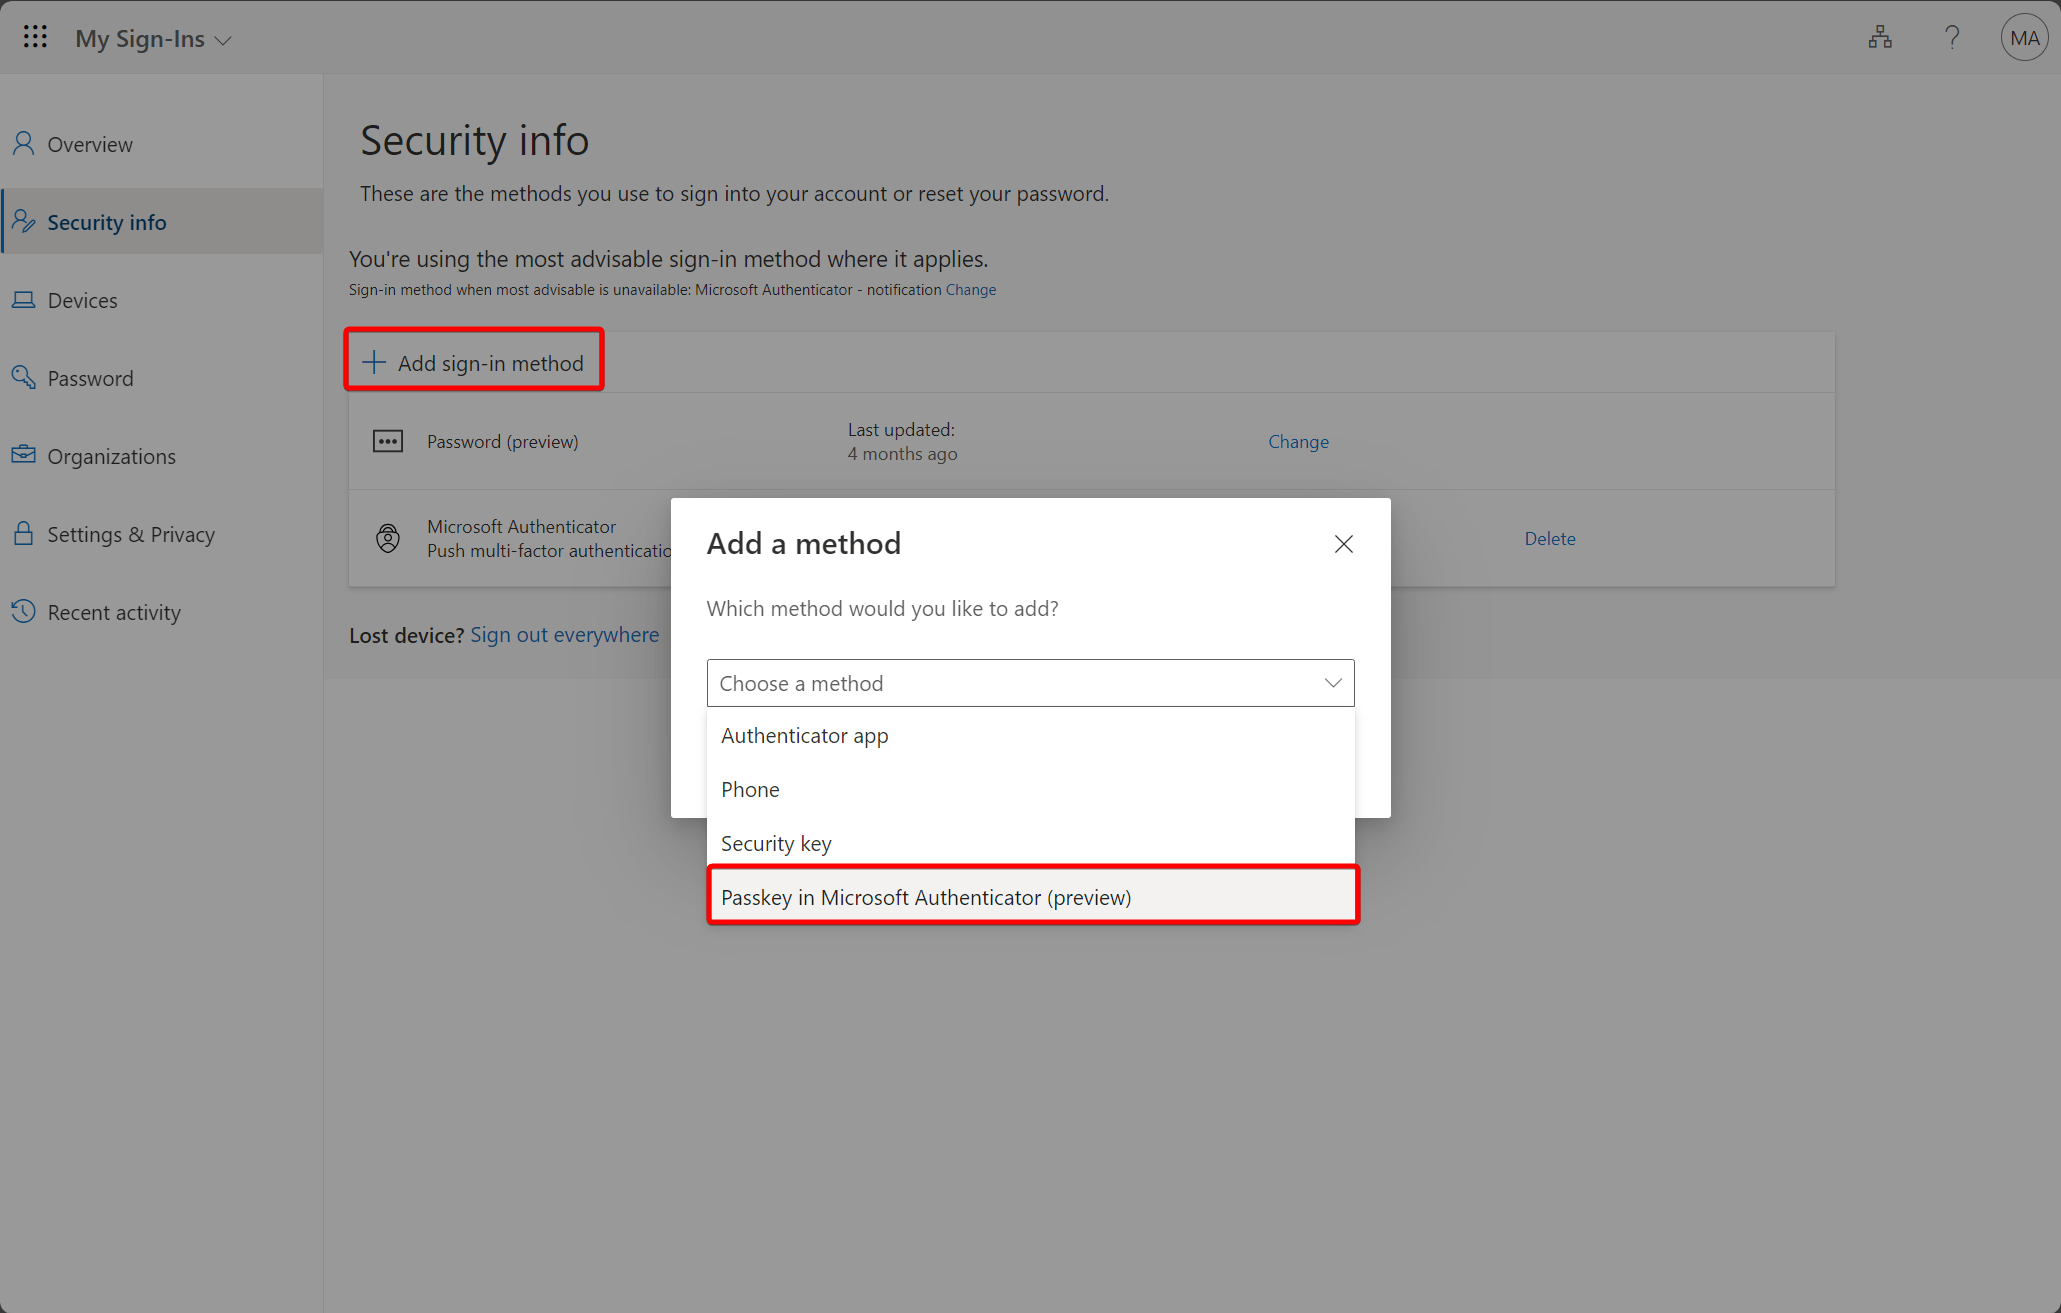 My Sign-Ins
MA
Overview
Security info
Devices
Password
Organizations
Settings & Privacy
Recent activity
Security info
These are the methods you use to sign into your account or reset your password.
You're using the most advisable sign-in method where it applies.
Sign-in method when most advisable is unavailable: Microsoft Authenticator - notification Change
Add sign-in method
Password (preview)
Last updated:
4 months ago
Change
Microsoft Authenticator
Push multi-factor authenticatio
Delete
Lost device? Sign out everywhere
Add a method
Which method would you like to add?
Choose a method
Authenticator app
Phone
Security key
Passkey in Microsoft Authenticator (preview)